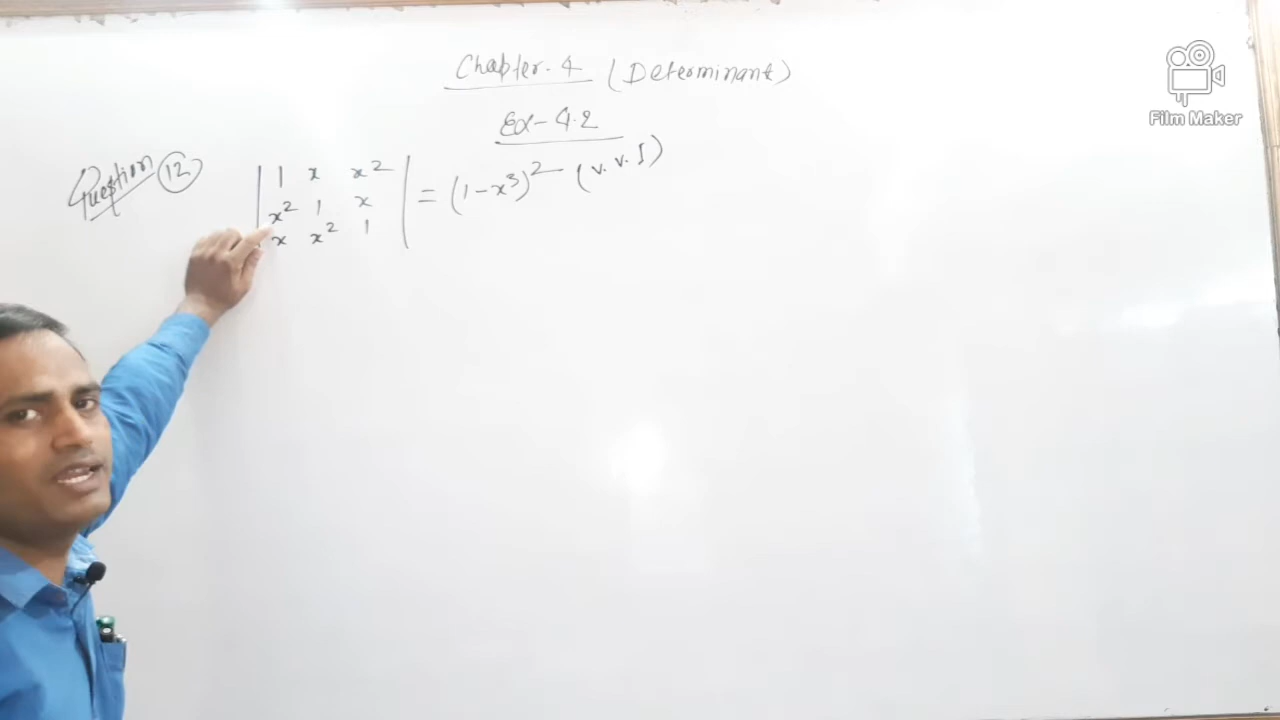 Chapter. 4 (Determinant)
Ex-4.2
Question 12
| 1 x x² |
| x² 1 x | = (1-x³)² (v.v.I)
| x x² 1 |
Film Maker